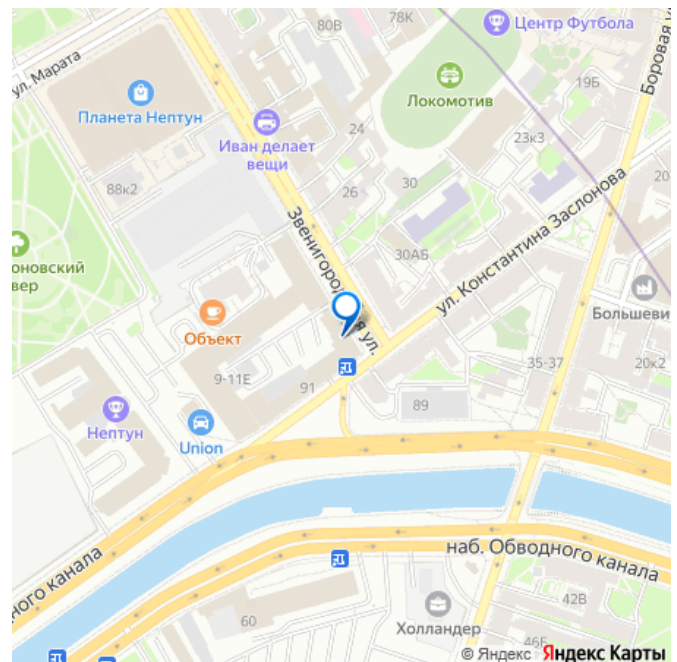 80В
78К
Центр Футбола
Боровая у
ул. Марата
Планета Нептун
Локомотив
19Б
Иван делает
вещи
24
23к3
88к2
26
30
20
Звенигородская ул.
ул. Константина Заслонова
30АБ
оновский
вер
Объект
Большеви
35-37
20к2
9-11Е
91
89
Нептун
Union
дного канала
наб. Обводного канала
60
42В
Холландер
46Б
© Яндекс Яндекс Карты